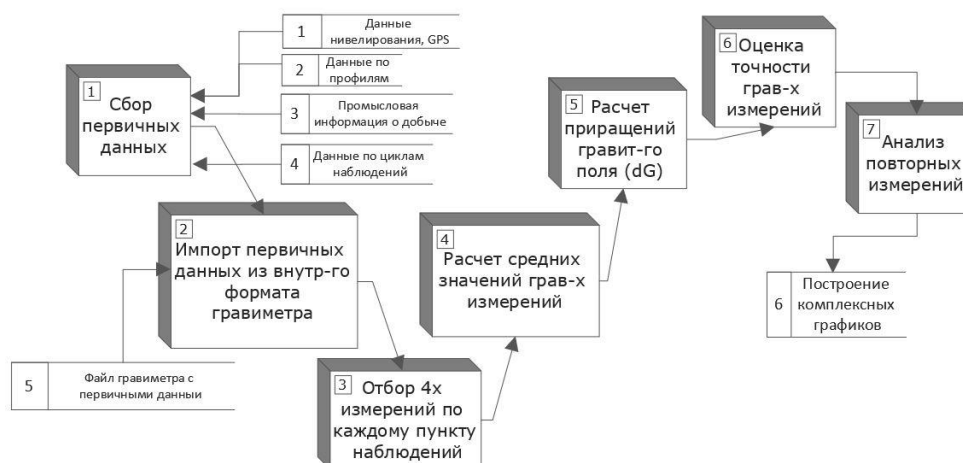 1
Данные
нивелирования, GPS
2
Данные по
профилям
3
Промысловая
информация о добыче
4
Данные по циклам
наблюдений
1
Сбор
первичных
данных
2
Импорт первичных
данных из внутр-го
формата
гравиметра
5
Файл гравиметра с
первичными данныи
3
Отбор 4х
измерений по
каждому пункту
наблюдений
4
Расчет средних
значений грав-х
измерений
5
Расчет
приращений
гравит-го
поля (dG)
6
Оценка
точности
грав-х
измерений
7
Анализ
повторных
измерений
6
Построение
комплексных
графиков